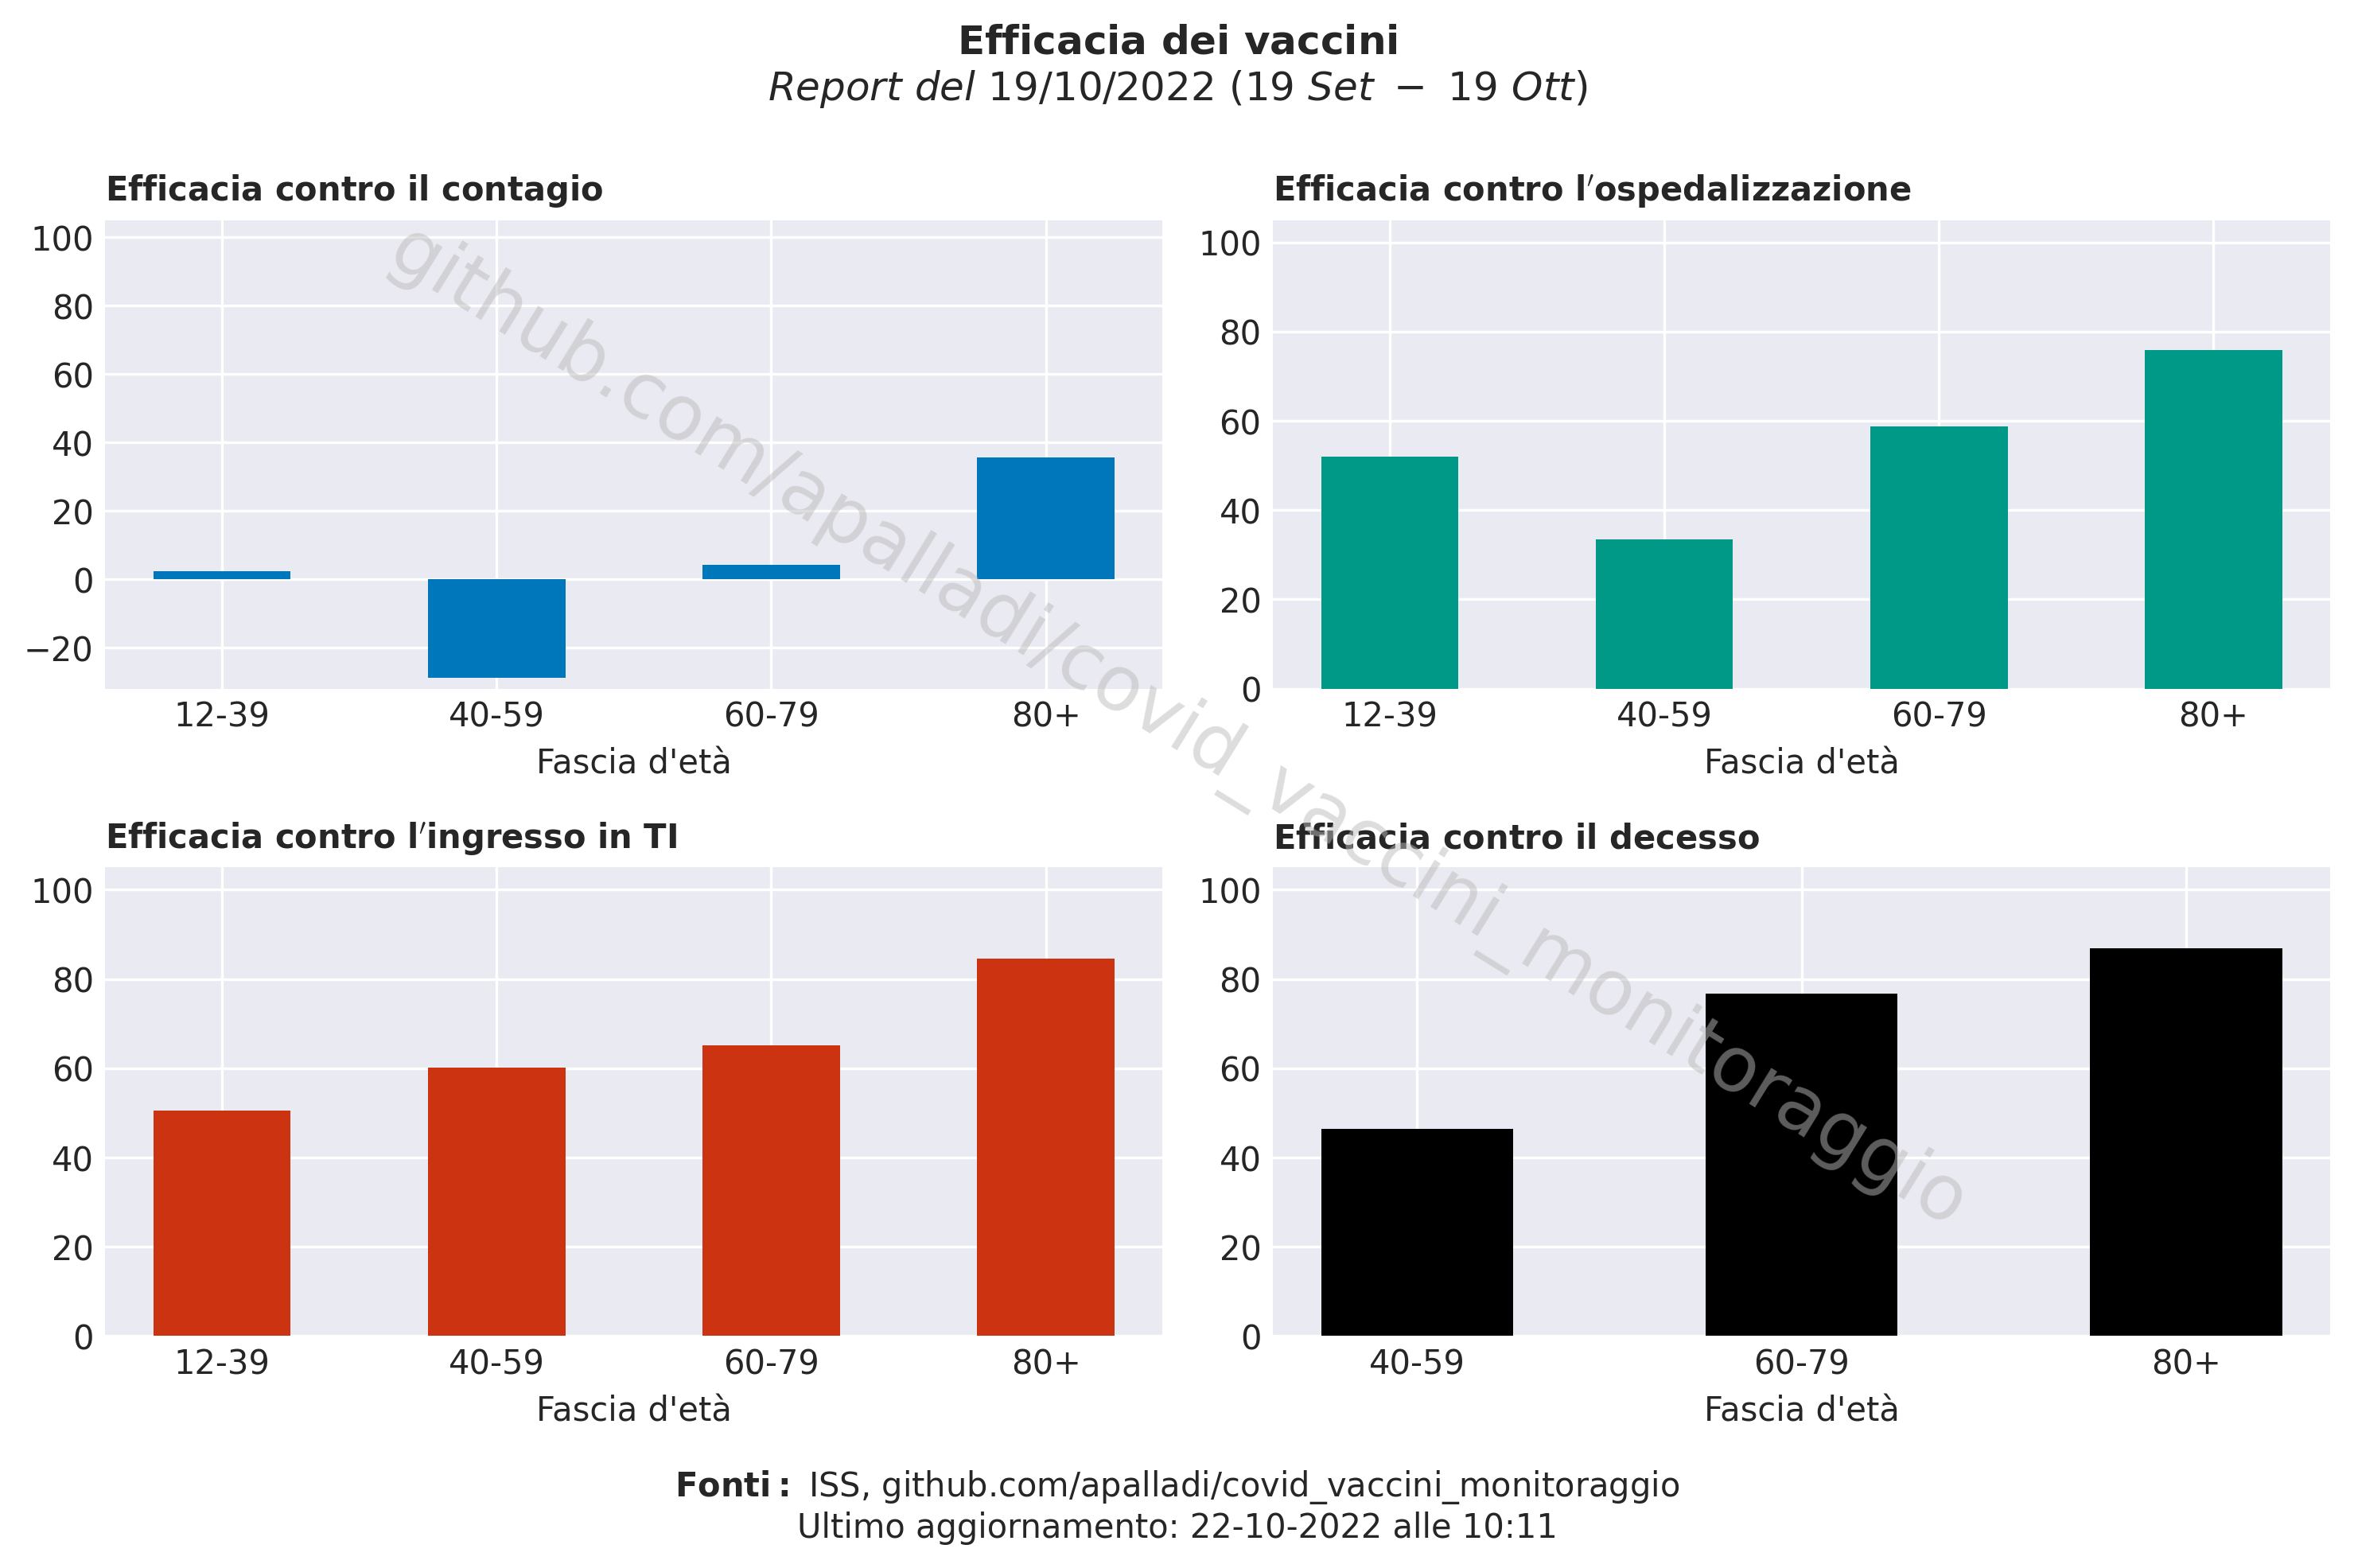 Efficacia dei vaccini
Report del 19/10/2022 (19 Set − 19 Ott)
Efficacia contro il contagio
100
80
60
40
20
0
−20
12-39 40-59 60-79 80+
Fascia d'età
Efficacia contro l′ospedalizzazione
100
80
60
40
20
0
12-39 40-59 60-79 80+
Fascia d'età
Efficacia contro l′ingresso in TI
100
80
60
40
20
0
12-39 40-59 60-79 80+
Fascia d'età
Efficacia contro il decesso
100
80
60
40
20
0
40-59 60-79 80+
Fascia d'età
github.com/apalladi/covid_vaccini_monitoraggio
Fonti: ISS, github.com/apalladi/covid_vaccini_monitoraggio
Ultimo aggiornamento: 22-10-2022 alle 10:11